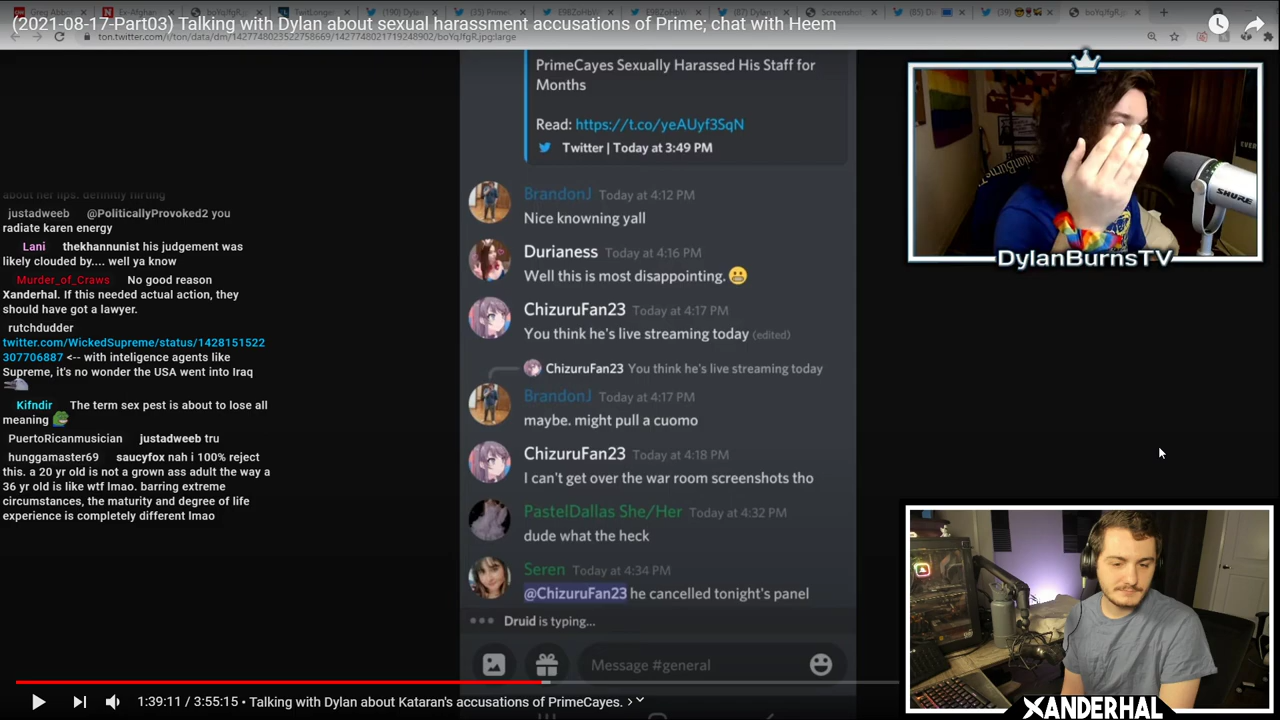 (2021-08-17-Part03) Talking with Dylan about sexual harassment accusations of Prime; chat with Heem
ton.twitter.com/i/ton/data/dm/1427748023522758669/1427748021719248902/boYqJfgR.jpg:large
PrimeCayes Sexually Harassed His Staff for
Months
Read: https://t.co/yeAUyf3SqN
Twitter | Today at 3:49 PM
BrandonJ Today at 4:12 PM
Nice knowning yall
Durianess Today at 4:16 PM
Well this is most disappointing. 😬
ChizuruFan23 Today at 4:17 PM
You think he's live streaming today (edited)
ChizuruFan23 You think he's live streaming today
BrandonJ Today at 4:17 PM
maybe. might pull a cuomo
ChizuruFan23 Today at 4:18 PM
I can't get over the war room screenshots tho
PastelDallas She/Her Today at 4:32 PM
dude what the heck
Seren Today at 4:34 PM
@ChizuruFan23 he cancelled tonight's panel
Druid is typing...
Message #general
about her lips. definitly flirting
justadweeb @PoliticallyProvoked2 you
radiate karen energy
Lani thekhannunist his judgement was
likely clouded by.... well ya know
Murder_of_Craws No good reason
Xanderhal. If this needed actual action, they
should have got a lawyer.
rutchdudder
twitter.com/WickedSupreme/status/1428151522
307706887 <-- with inteligence agents like
Supreme, it's no wonder the USA went into Iraq
Kifndir The term sex pest is about to lose all
meaning
PuertoRicanmusician justadweeb tru
hunggamaster69 saucyfox nah i 100% reject
this. a 20 yr old is not a grown ass adult the way a
36 yr old is like wtf lmao. barring extreme
circumstances, the maturity and degree of life
experience is completely different lmao
SHURE
DylanBurnsTV
XANDERHAL
1:39:11 / 3:55:15 • Talking with Dylan about Kataran's accusations of PrimeCayes. >